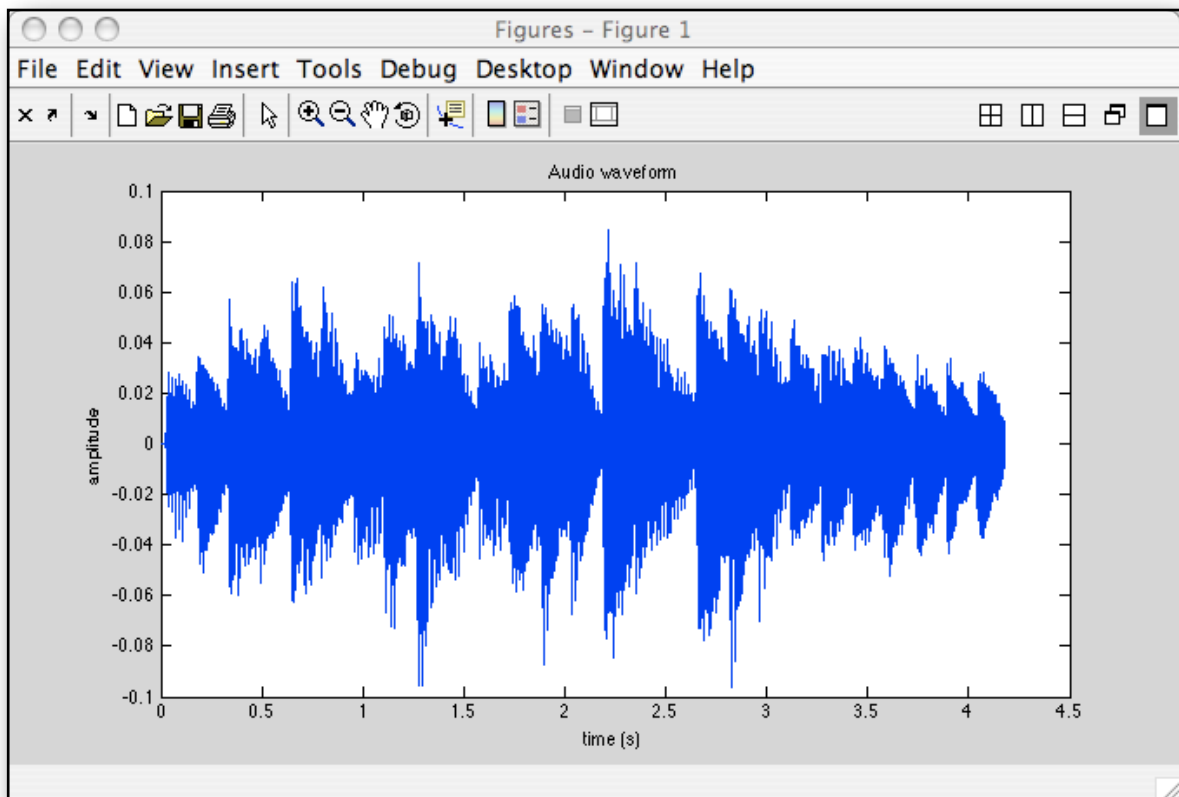 Figures – Figure 1
File Edit View Insert Tools Debug Desktop Window Help
Audio waveform
0.1
0.08
0.06
0.04
0.02
0
-0.02
-0.04
-0.06
-0.08
-0.1
amplitude
0 0.5 1 1.5 2 2.5 3 3.5 4 4.5
time (s)